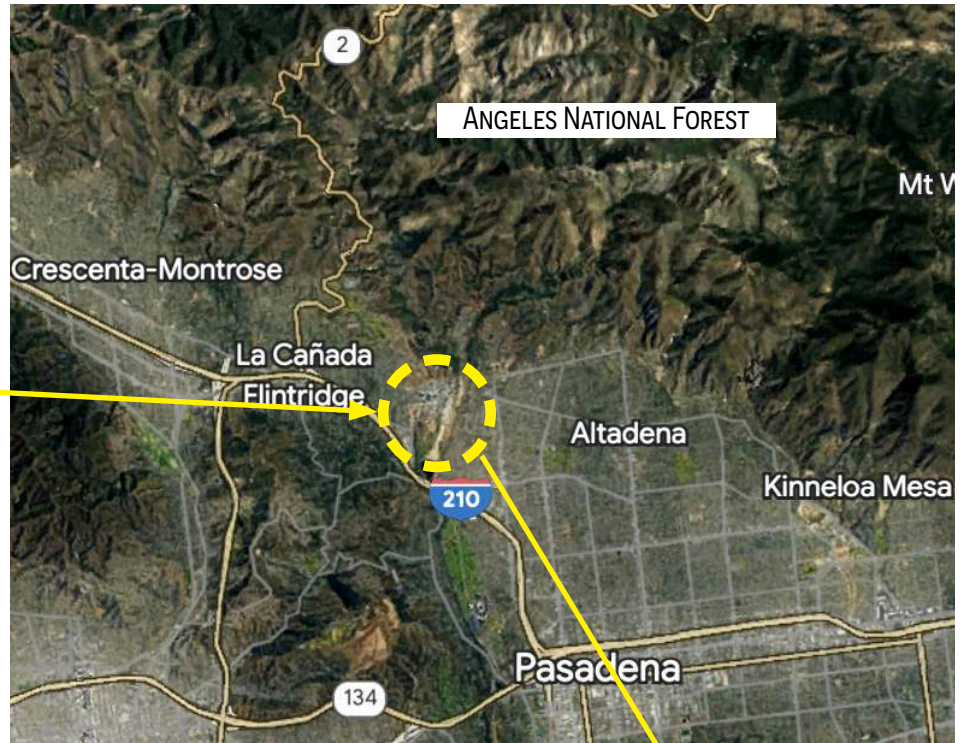 2
ANGELES NATIONAL FOREST
Mt W
Crescenta-Montrose
La Cañada
Flintridge
Altadena
Kinneloa Mesa
210
Pasadena
134